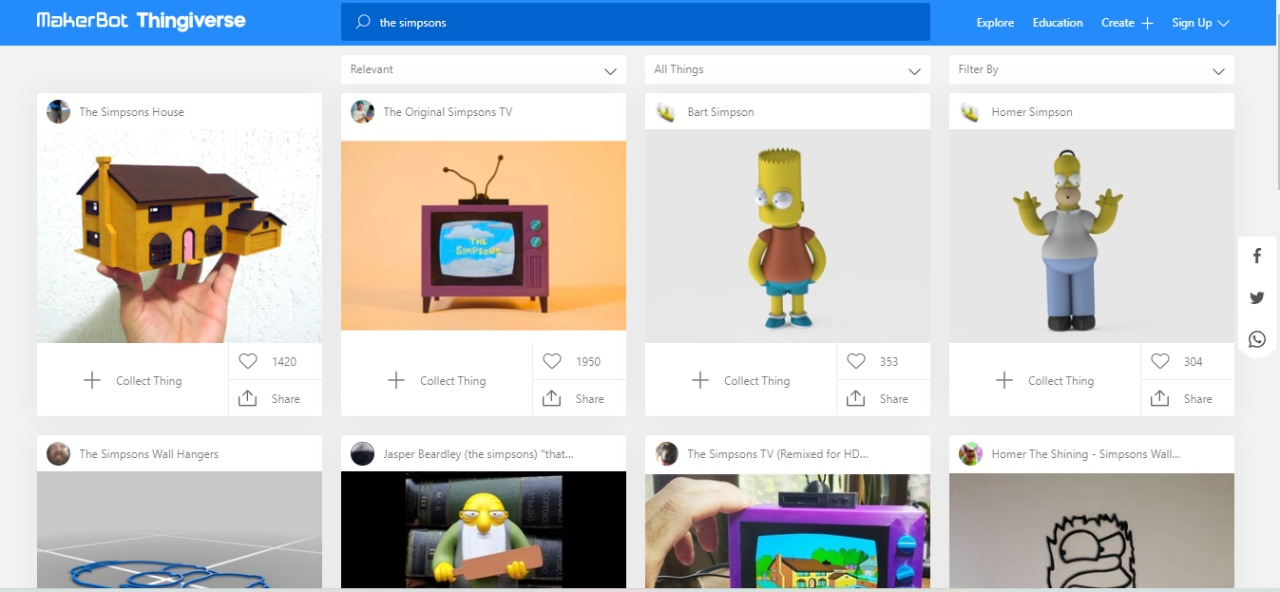 MakerBot Thingiverse
the simpsons
Explore
Education
Create
Sign Up
Relevant
All Things
Filter By
The Simpsons House
The Original Simpsons TV
Bart Simpson
Homer Simpson
THE
SIMPSONS
Collect Thing
1420
Share
Collect Thing
1950
Share
Collect Thing
353
Share
Collect Thing
304
Share
The Simpsons Wall Hangers
Jasper Beardley (the simpsons) "that...
The Simpsons TV (Remixed for HD...
Homer The Shining - Simpsons Wall...